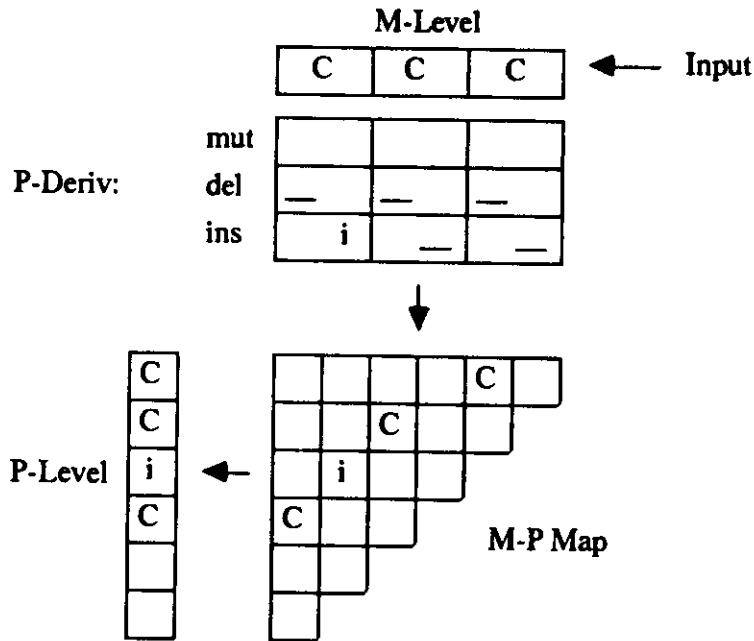 M-Level
C C C Input
mut
P-Deriv: del — — —
ins i — —
C C
C C
P-Level i i
C C
M-P Map